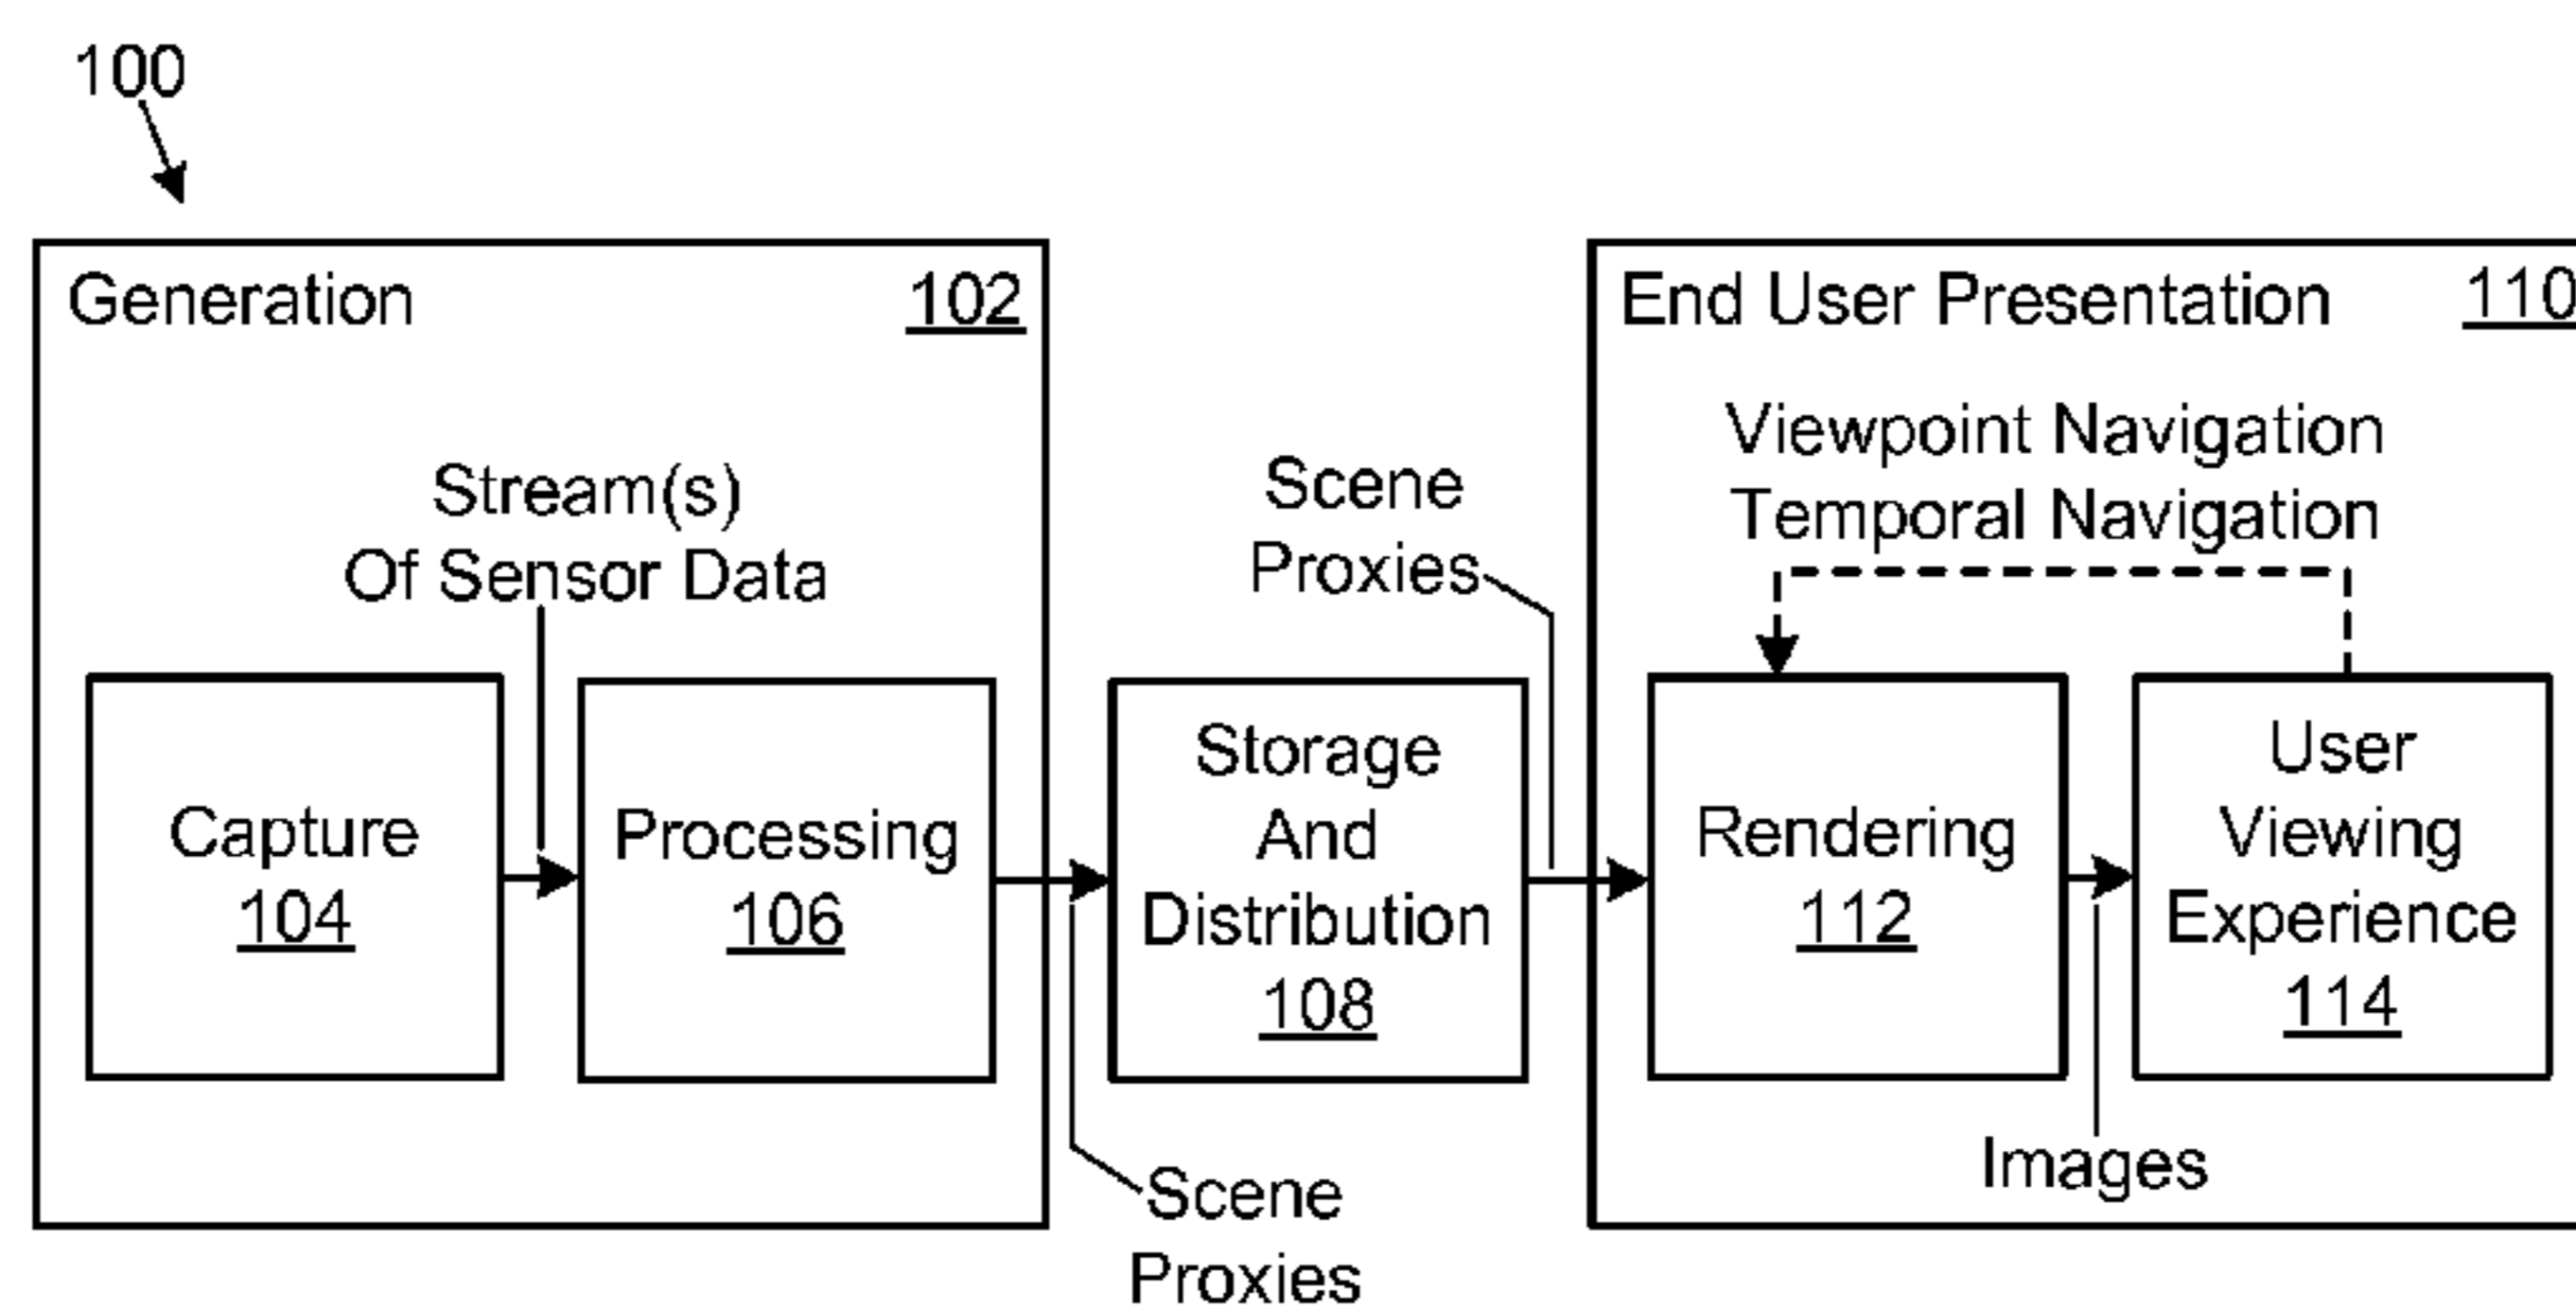 100
Generation 102
Stream(s)
Of Sensor Data
Capture
104
Processing
106
Scene
Proxies
Storage
And
Distribution
108
Scene
Proxies
End User Presentation 110
Viewpoint Navigation
Temporal Navigation
Rendering
112
Images
User
Viewing
Experience
114